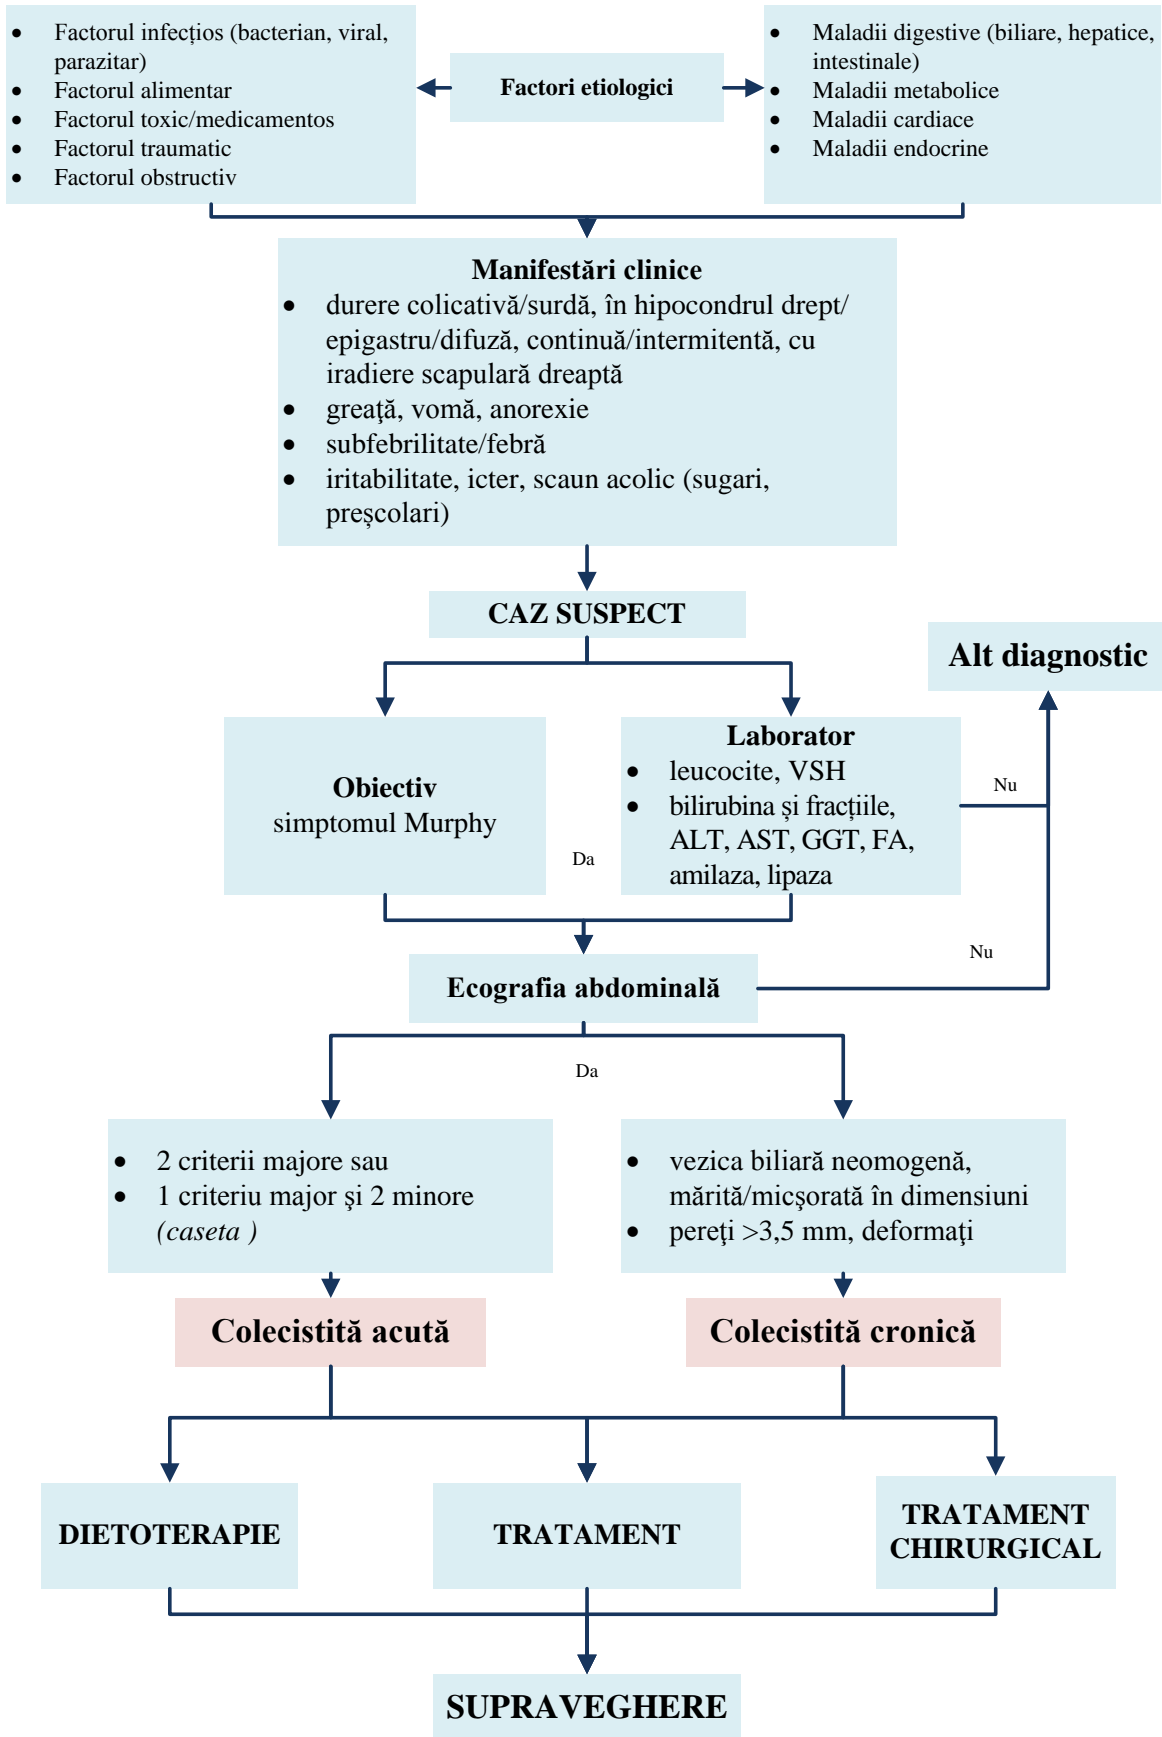 • Factorul infecțios (bacterian, viral,
parazitar)
• Factorul alimentar
• Factorul toxic/medicamentos
• Factorul traumatic
• Factorul obstructiv
Factori etiologici
• Maladii digestive (biliare, hepatice,
intestinale)
• Maladii metabolice
• Maladii cardiace
• Maladii endocrine
Manifestări clinice
• durere colicativă/surdă, în hipocondrul drept/
epigastru/difuză, continuă/intermitentă, cu
iradiere scapulară dreaptă
• greaţă, vomă, anorexie
• subfebrilitate/febră
• iritabilitate, icter, scaun acolic (sugari,
preșcolari)
CAZ SUSPECT
Alt diagnostic
Obiectiv
simptomul Murphy
Laborator
• leucocite, VSH
• bilirubina și fracțiile,
ALT, AST, GGT, FA,
amilaza, lipaza
Nu
Da
Nu
Ecografia abdominală
Da
• 2 criterii majore sau
• 1 criteriu major şi 2 minore
(caseta )
• vezica biliară neomogenă,
mărită/micşorată în dimensiuni
• pereţi >3,5 mm, deformaţi
Colecistită acută
Colecistită cronică
DIETOTERAPIE
TRATAMENT
TRATAMENT
CHIRURGICAL
SUPRAVEGHERE